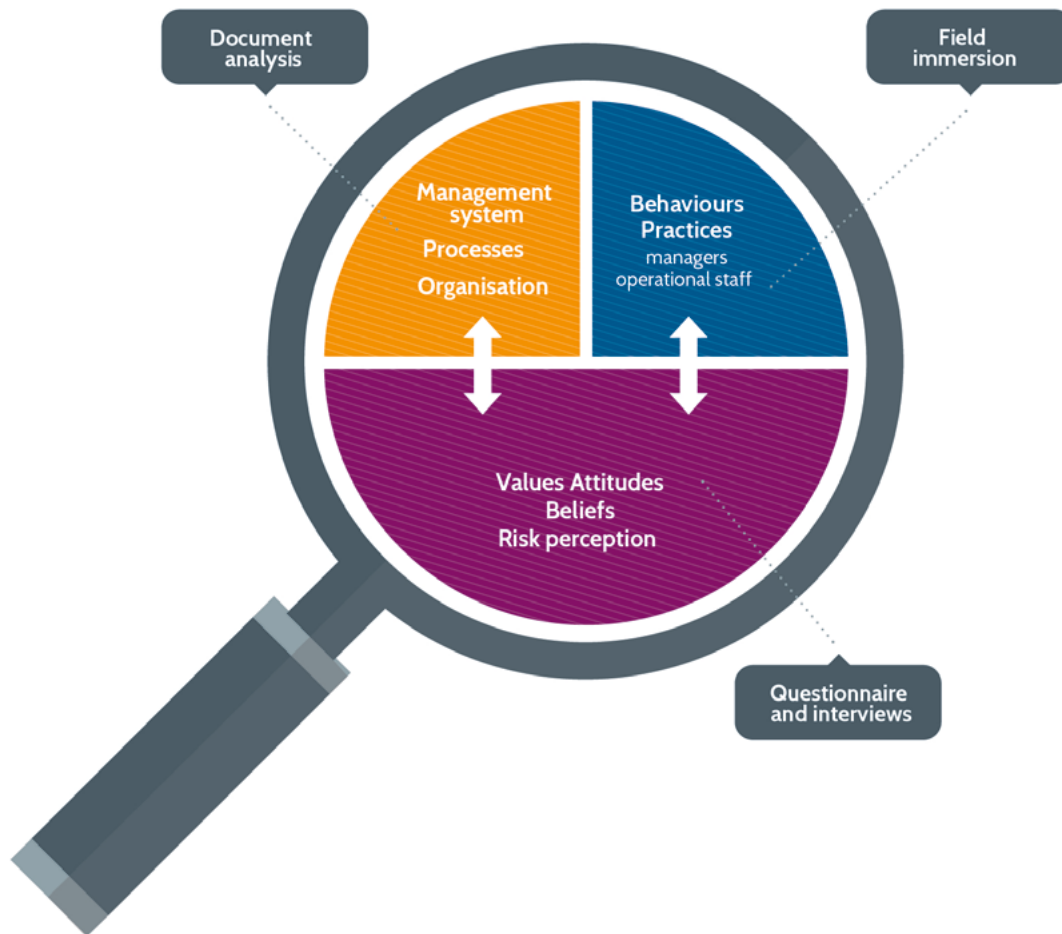 Document
analysis
Field
immersion
Management
system
Processes
Organisation
Behaviours
Practices
managers
operational staff
Values Attitudes
Beliefs
Risk perception
Questionnaire
and interviews